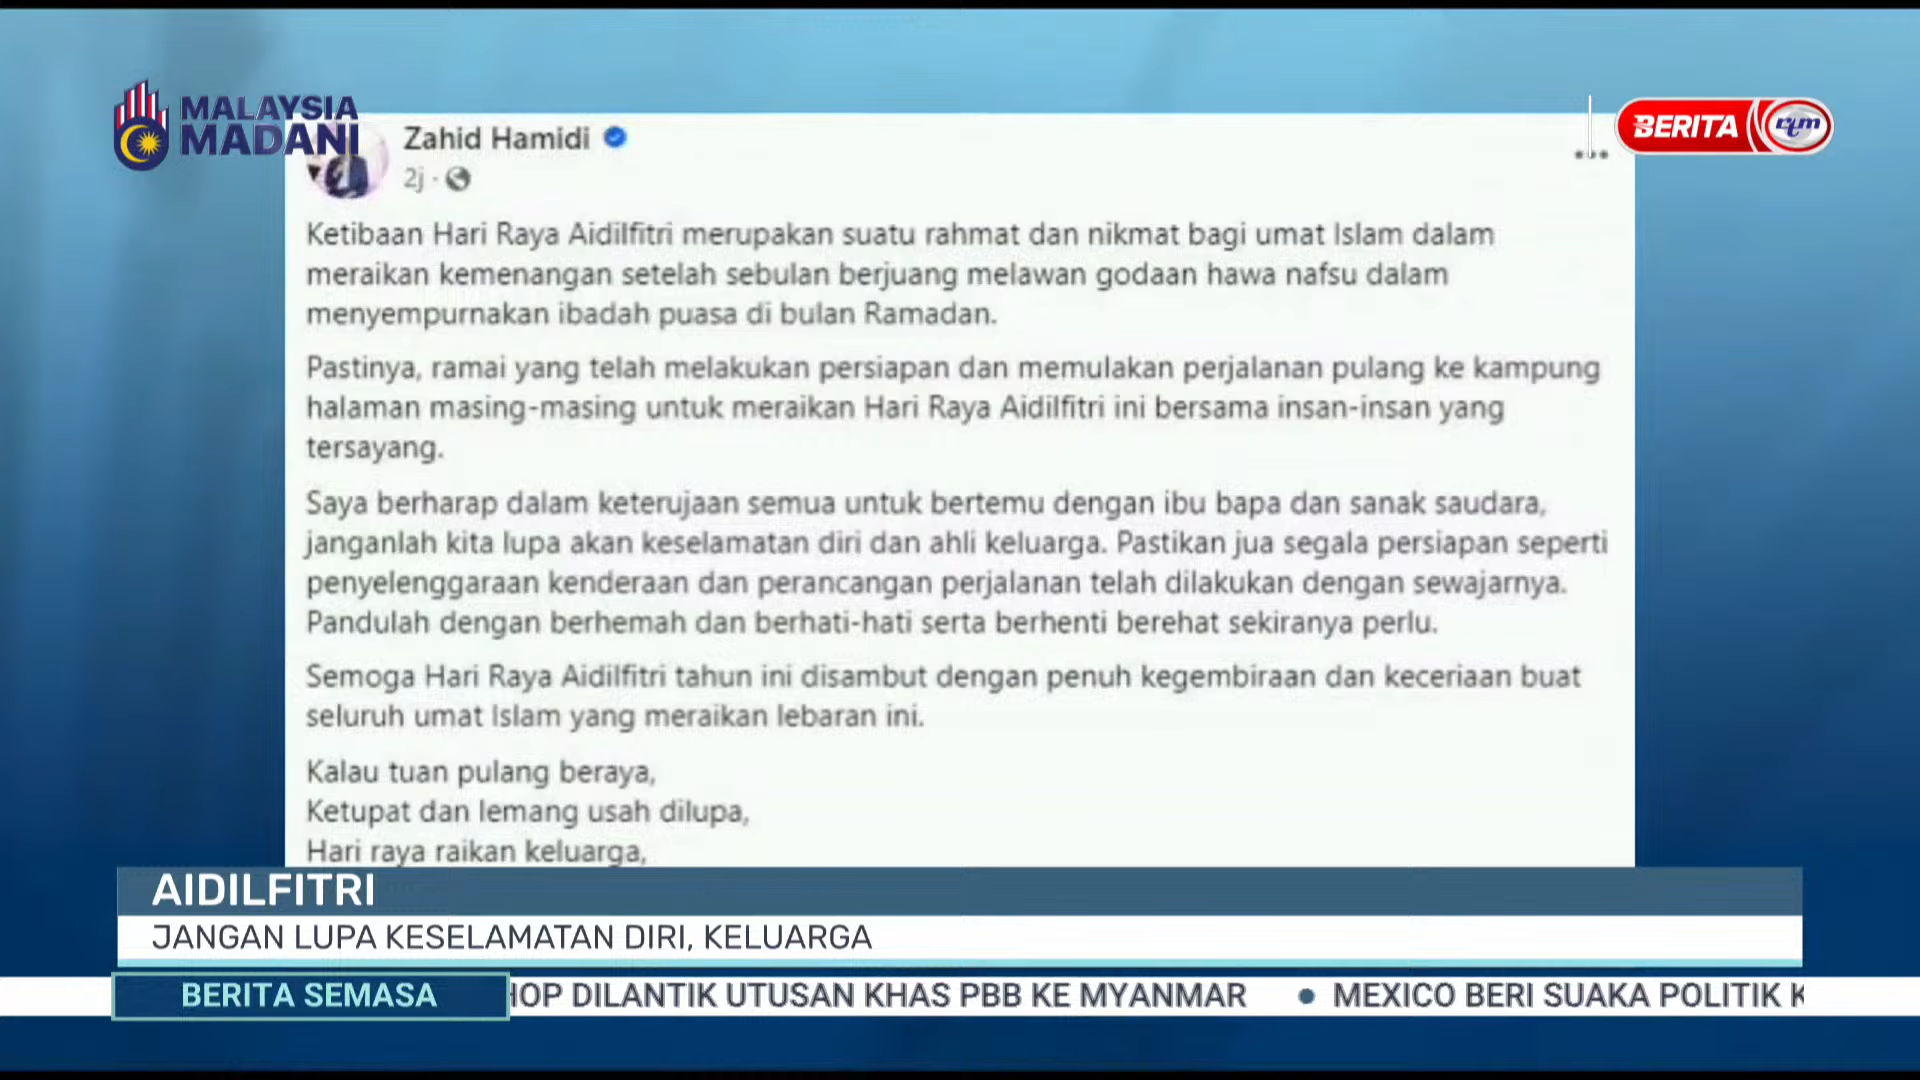 MALAYSIA
MADANI
BERITA rtm
Zahid Hamidi
2j ·
Ketibaan Hari Raya Aidilfitri merupakan suatu rahmat dan nikmat bagi umat Islam dalam
meraikan kemenangan setelah sebulan berjuang melawan godaan hawa nafsu dalam
menyempurnakan ibadah puasa di bulan Ramadan.
Pastinya, ramai yang telah melakukan persiapan dan memulakan perjalanan pulang ke kampung
halaman masing-masing untuk meraikan Hari Raya Aidilfitri ini bersama insan-insan yang
tersayang.
Saya berharap dalam keterujaan semua untuk bertemu dengan ibu bapa dan sanak saudara,
janganlah kita lupa akan keselamatan diri dan ahli keluarga. Pastikan jua segala persiapan seperti
penyelenggaraan kenderaan dan perancangan perjalanan telah dilakukan dengan sewajarnya.
Pandulah dengan berhemah dan berhati-hati serta berhenti berehat sekiranya perlu.
Semoga Hari Raya Aidilfitri tahun ini disambut dengan penuh kegembiraan dan keceriaan buat
seluruh umat Islam yang meraikan lebaran ini.
Kalau tuan pulang beraya,
Ketupat dan lemang usah dilupa,
Hari raya raikan keluarga,
AIDILFITRI
JANGAN LUPA KESELAMATAN DIRI, KELUARGA
BERITA SEMASA
HOP DILANTIK UTUSAN KHAS PBB KE MYANMAR • MEXICO BERI SUAKA POLITIK K